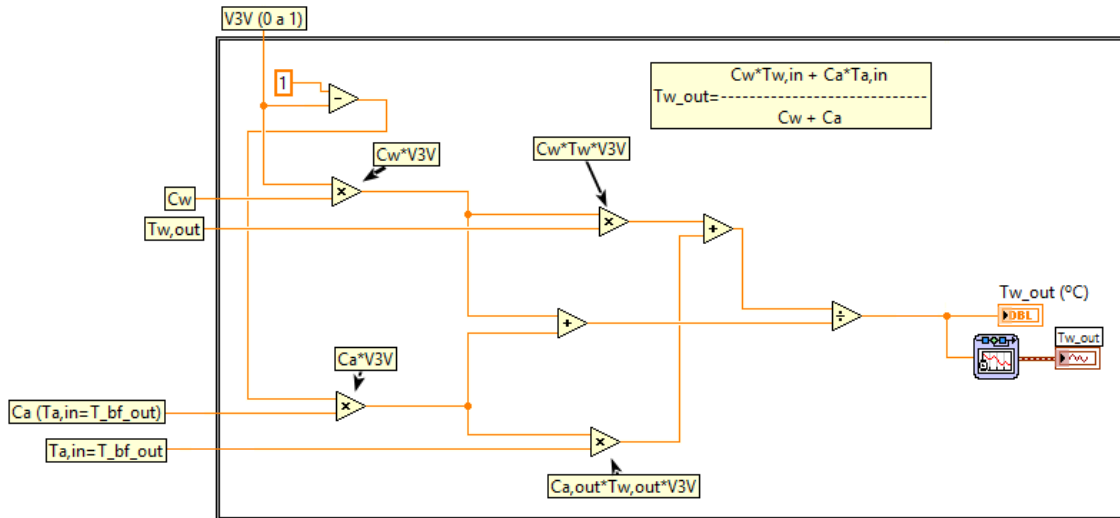 V3V (0 a 1)
1
−
Cw*Tw,in + Ca*Ta,in
Tw_out=------------------------------
Cw + Ca
Cw*V3V
Cw*Tw*V3V
Cw
×
Tw,out
×
+
Tw_out (ºC)
DBL
+
÷
Tw_out
Ca*V3V
Ca (Ta,in=T_bf_out)
×
Ta,in=T_bf_out
×
Ca,out*Tw,out*V3V